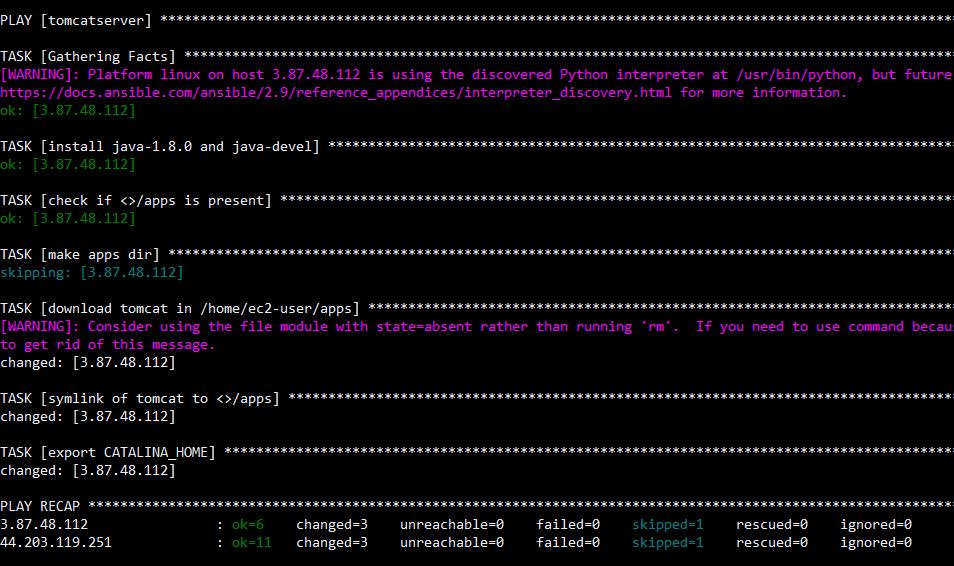 PLAY [tomcatserver] ****************************************************************************************************
TASK [Gathering Facts] *************************************************************************************************
[WARNING]: Platform linux on host 3.87.48.112 is using the discovered Python interpreter at /usr/bin/python, but future
https://docs.ansible.com/ansible/2.9/reference_appendices/interpreter_discovery.html for more information.
ok: [3.87.48.112]
TASK [install java-1.8.0 and java-devel] *******************************************************************************
ok: [3.87.48.112]
TASK [check if <>/apps is present] *************************************************************************************
ok: [3.87.48.112]
TASK [make apps dir] ***************************************************************************************************
skipping: [3.87.48.112]
TASK [download tomcat in /home/ec2-user/apps] **************************************************************************
[WARNING]: Consider using the file module with state=absent rather than running 'rm'.  If you need to use command becau
to get rid of this message.
changed: [3.87.48.112]
TASK [symlink of tomcat to <>/apps] ************************************************************************************
changed: [3.87.48.112]
TASK [export CATALINA_HOME] ********************************************************************************************
changed: [3.87.48.112]
PLAY RECAP *************************************************************************************************************
3.87.48.112                : ok=6    changed=3    unreachable=0    failed=0    skipped=1    rescued=0    ignored=0
44.203.119.251             : ok=11   changed=3    unreachable=0    failed=0    skipped=1    rescued=0    ignored=0